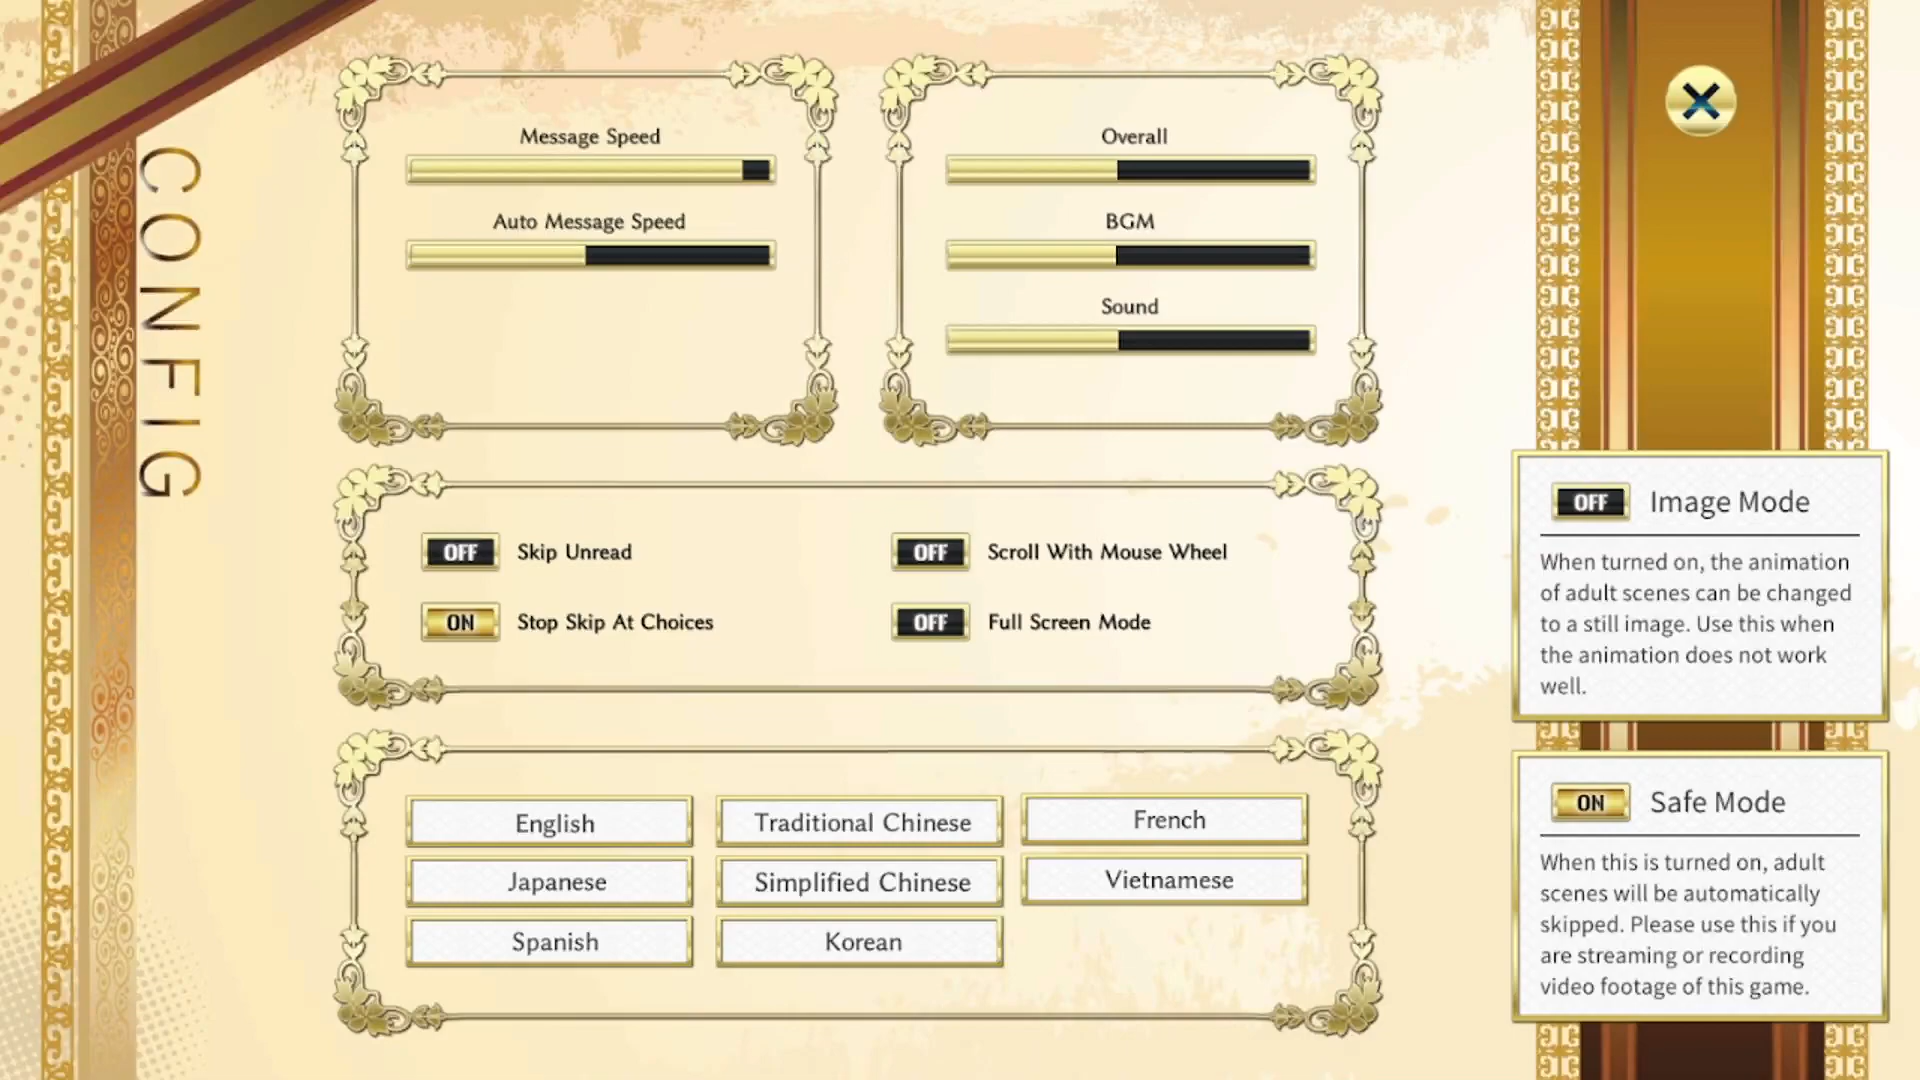 CONFIG
Message Speed
Auto Message Speed
Overall
BGM
Sound
OFF Skip Unread
OFF Scroll With Mouse Wheel
ON Stop Skip At Choices
OFF Full Screen Mode
English
Traditional Chinese
French
Japanese
Simplified Chinese
Vietnamese
Spanish
Korean
OFF Image Mode
When turned on, the animation
of adult scenes can be changed
to a still image. Use this when
the animation does not work
well.
ON Safe Mode
When this is turned on, adult
scenes will be automatically
skipped. Please use this if you
are streaming or recording
video footage of this game.